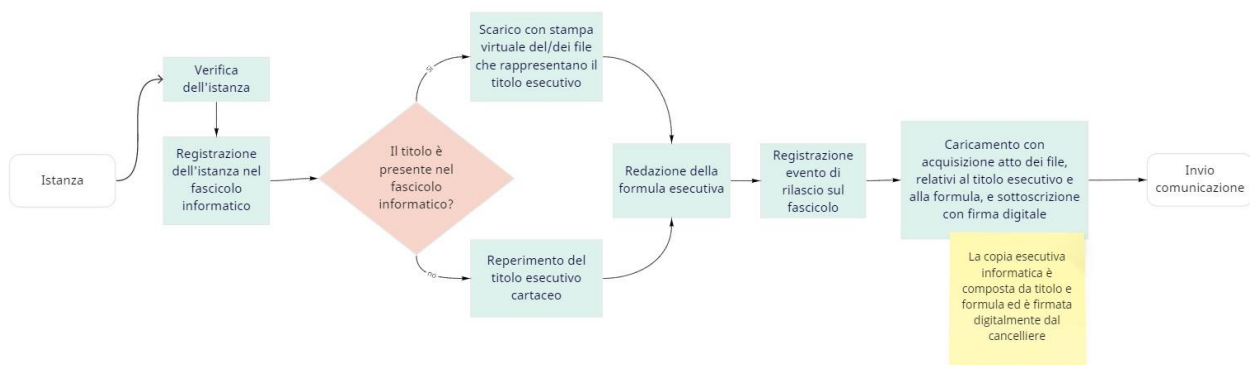 Istanza
Verifica
dell'istanza
Registrazione
dell'istanza nel
fascicolo
informatico
Il titolo è
presente nel
fascicolo
informatico?
si
Scarico con stampa
virtuale del/dei file
che rappresentano il
titolo esecutivo
no
Reperimento del
titolo esecutivo
cartaceo
Redazione della
formula esecutiva
Registrazione
evento di
rilascio sul
fascicolo
Caricamento con
acquisizione atto dei file,
relativi al titolo esecutivo e
alla formula, e sottoscrizione
con firma digitale
La copia esecutiva
informatica è
composta da titolo e
formula ed è firmata
digitalmente dal
cancelliere
Invio
comunicazione